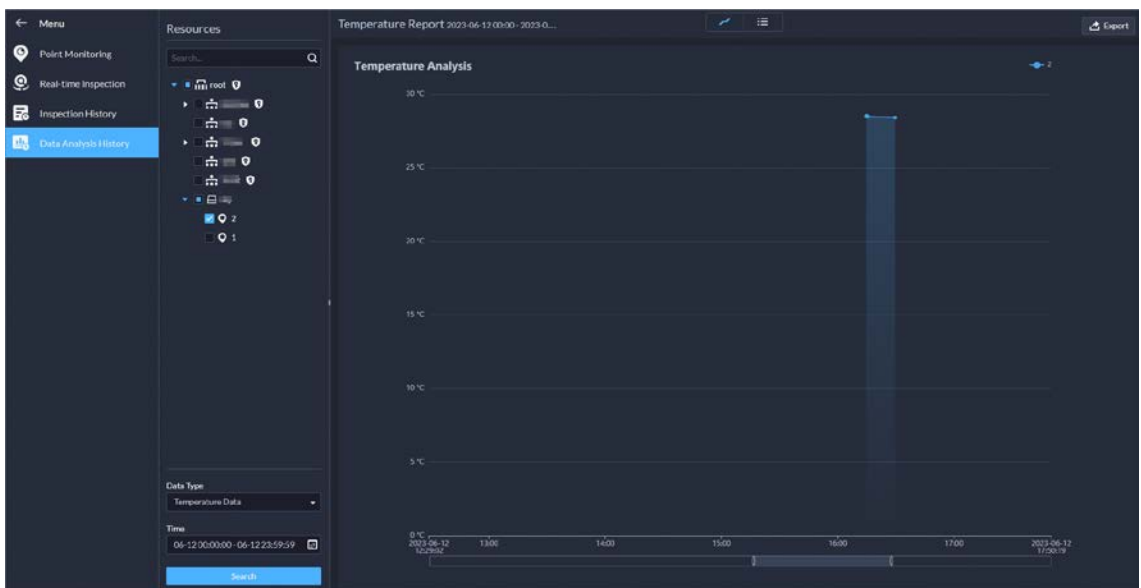 Menu
Point Monitoring
Real-time Inspection
Inspection History
Data Analysis History
Resources
Search...
root
2
1
Data Type
Temperature Data
Time
06-12 00:00:00 - 06-12 23:59:59
Search
Temperature Report 2023-06-12 00:00 - 2023-0...
Export
Temperature Analysis
2
30 °C
25 °C
20 °C
15 °C
10 °C
5 °C
0 °C
2023-06-12 13:00 14:00 15:00 16:00 17:00 2023-06-12